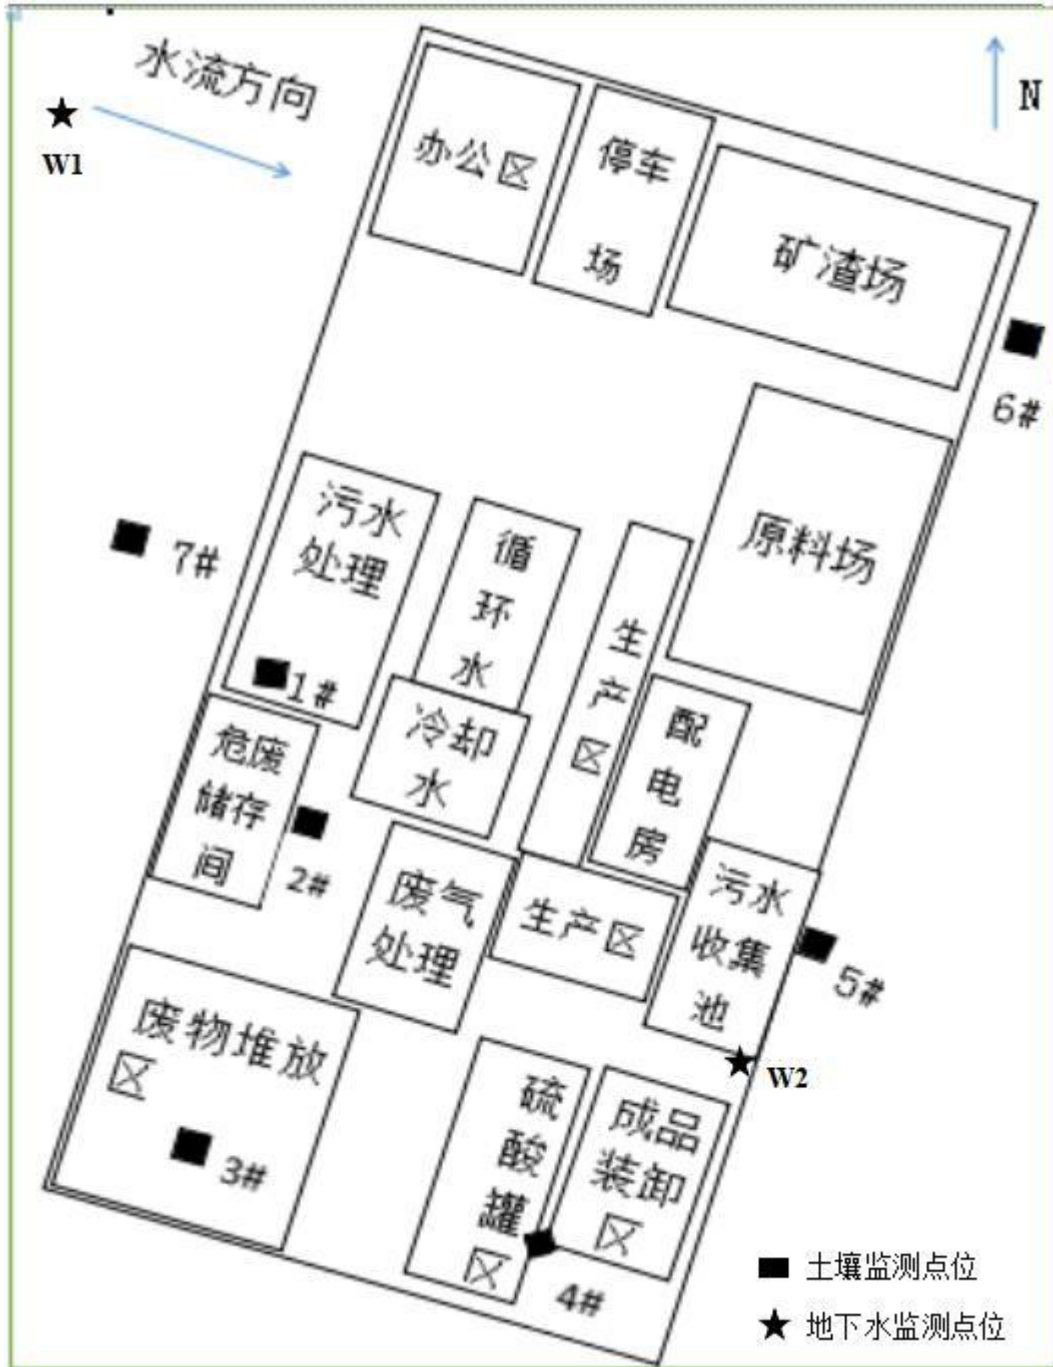 水流方向
N
W1
办公区
停车
场
矿渣场
6#
原料场
污水
处理
循
环
水
生
产
区
7#
1#
冷却
水
配
电
房
危废
储存
间
2#
废气
处理
生产区
污水
收集
池
5#
废物堆放
区
3#
W2
硫
酸
罐
区
成品
装卸
区
4#
土壤监测点位
地下水监测点位